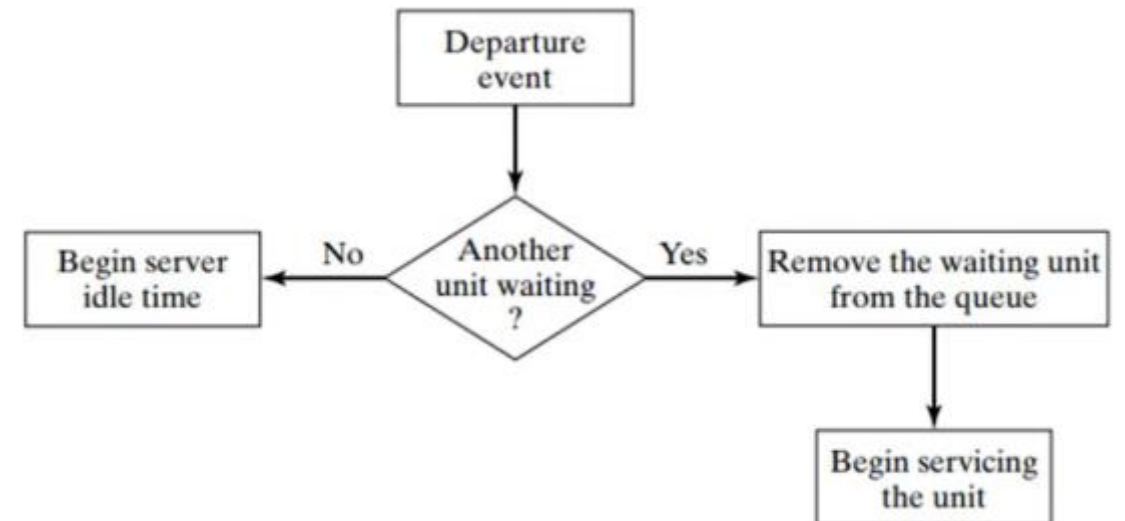 Departure
event
No
Another
unit waiting
?
Yes
Begin server
idle time
Remove the waiting unit
from the queue
Begin servicing
the unit